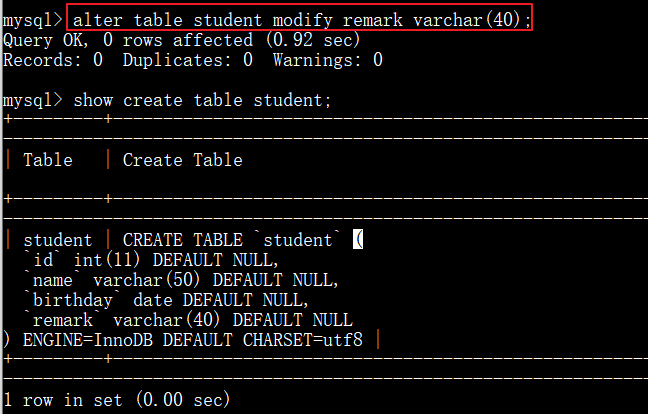 mysql> alter table student modify remark varchar(40);
Query OK, 0 rows affected (0.92 sec)
Records: 0  Duplicates: 0  Warnings: 0
mysql> show create table student;
+----------+-----------------------------------------------------
------------------------------------------------------------------
| Table   | Create Table
+----------+-----------------------------------------------------
------------------------------------------------------------------
| student | CREATE TABLE `student` (
  `id` int(11) DEFAULT NULL,
  `name` varchar(50) DEFAULT NULL,
  `birthday` date DEFAULT NULL,
  `remark` varchar(40) DEFAULT NULL
) ENGINE=InnoDB DEFAULT CHARSET=utf8 |
+----------+-----------------------------------------------------
------------------------------------------------------------------
1 row in set (0.00 sec)